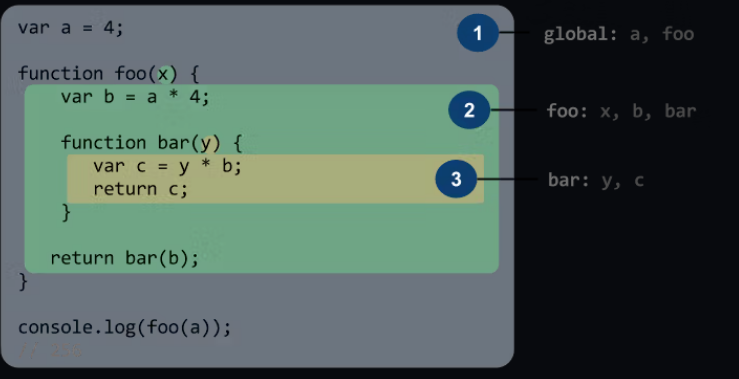 var a = 4;
1
global: a, foo
function foo(x) {
var b = a * 4;
2
foo: x, b, bar
function bar(y) {
var c = y * b;
return c;
3
bar: y, c
}
return bar(b);
}
console.log(foo(a));